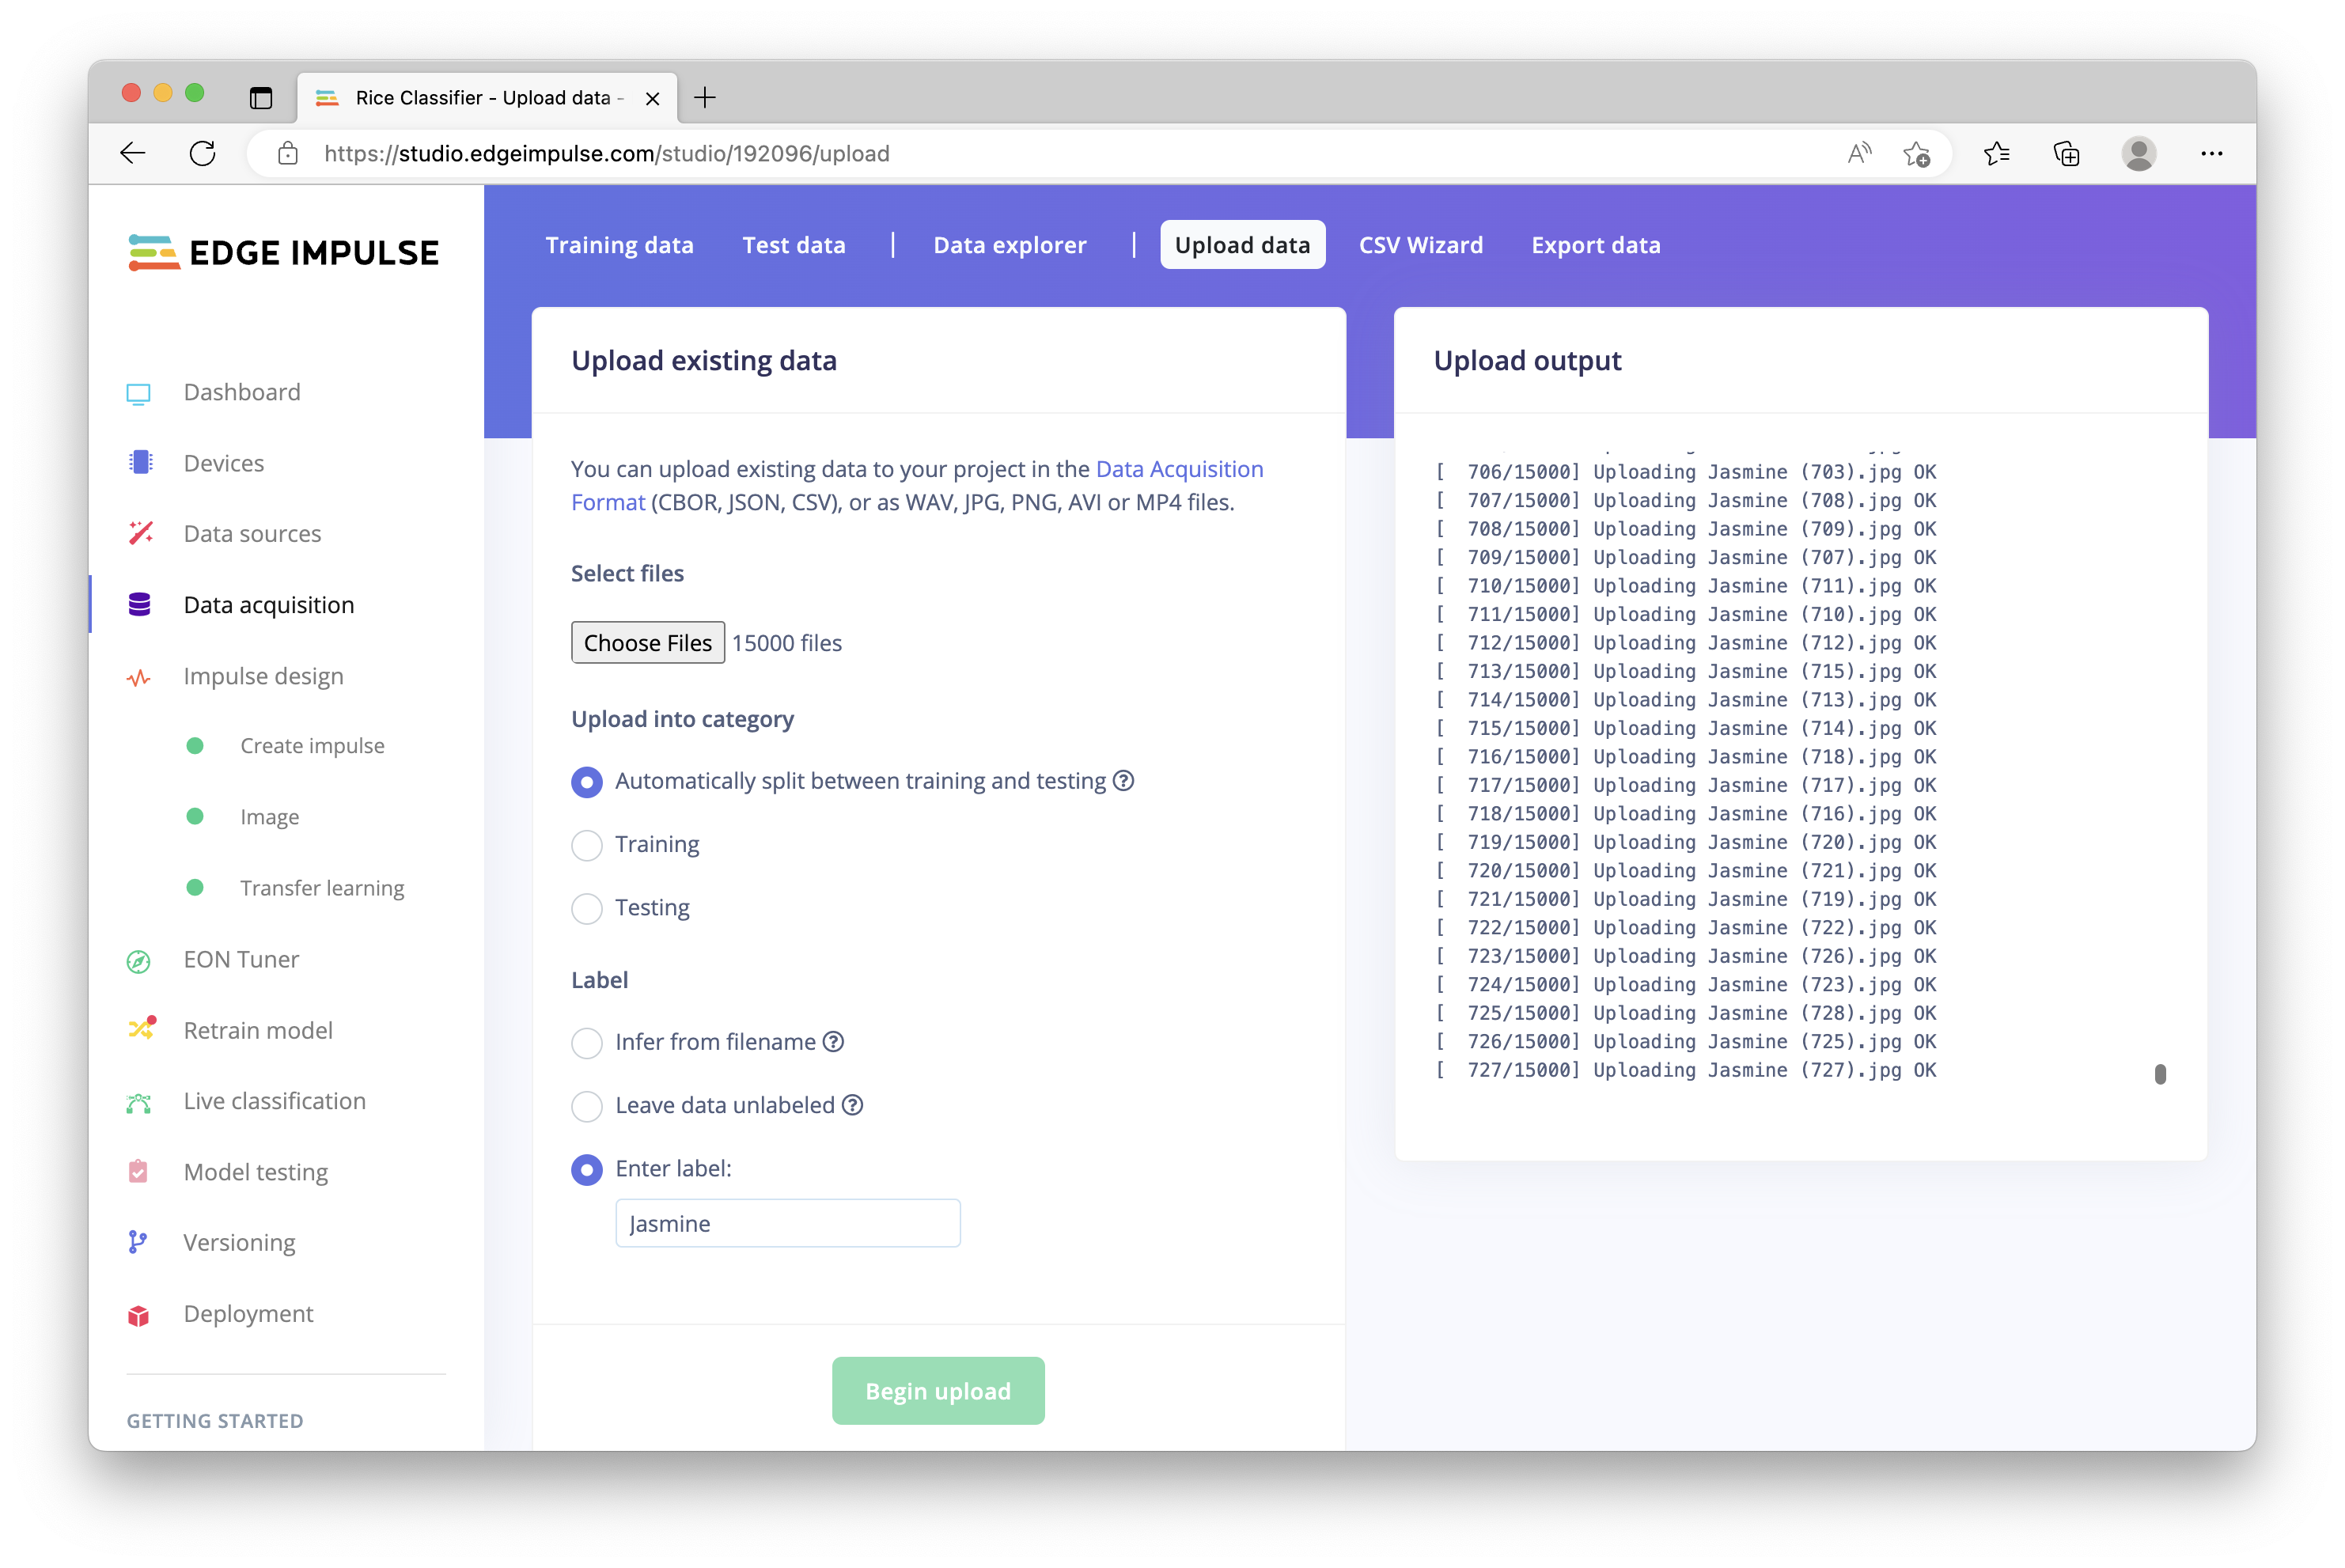 Rice Classifier - Upload data -
https://studio.edgeimpulse.com/studio/192096/upload
EDGE IMPULSE
Dashboard
Devices
Data sources
Data acquisition
Impulse design
Create impulse
Image
Transfer learning
EON Tuner
Retrain model
Live classification
Model testing
Versioning
Deployment
GETTING STARTED
Training data Test data | Data explorer | Upload data CSV Wizard Export data
Upload existing data
You can upload existing data to your project in the Data Acquisition
Format (CBOR, JSON, CSV), or as WAV, JPG, PNG, AVI or MP4 files.
Select files
Choose Files 15000 files
Upload into category
Automatically split between training and testing ?
Training
Testing
Label
Infer from filename ?
Leave data unlabeled ?
Enter label:
Jasmine
Begin upload
Upload output
[ 706/15000] Uploading Jasmine (703).jpg OK
[ 707/15000] Uploading Jasmine (708).jpg OK
[ 708/15000] Uploading Jasmine (709).jpg OK
[ 709/15000] Uploading Jasmine (707).jpg OK
[ 710/15000] Uploading Jasmine (711).jpg OK
[ 711/15000] Uploading Jasmine (710).jpg OK
[ 712/15000] Uploading Jasmine (712).jpg OK
[ 713/15000] Uploading Jasmine (715).jpg OK
[ 714/15000] Uploading Jasmine (713).jpg OK
[ 715/15000] Uploading Jasmine (714).jpg OK
[ 716/15000] Uploading Jasmine (718).jpg OK
[ 717/15000] Uploading Jasmine (717).jpg OK
[ 718/15000] Uploading Jasmine (716).jpg OK
[ 719/15000] Uploading Jasmine (720).jpg OK
[ 720/15000] Uploading Jasmine (721).jpg OK
[ 721/15000] Uploading Jasmine (719).jpg OK
[ 722/15000] Uploading Jasmine (722).jpg OK
[ 723/15000] Uploading Jasmine (726).jpg OK
[ 724/15000] Uploading Jasmine (723).jpg OK
[ 725/15000] Uploading Jasmine (728).jpg OK
[ 726/15000] Uploading Jasmine (725).jpg OK
[ 727/15000] Uploading Jasmine (727).jpg OK